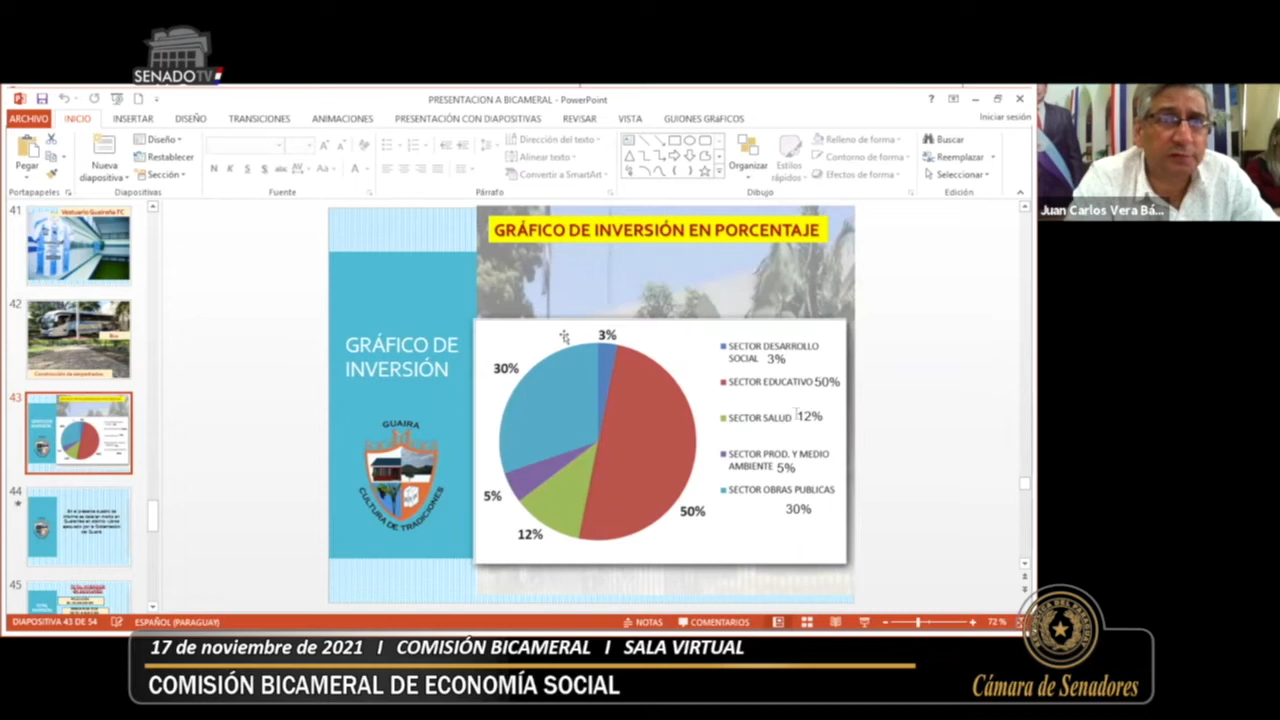 SENADO TV
PRESENTACION A BICAMERAL - PowerPoint
ARCHIVO INICIO INSERTAR DISEÑO TRANSICIONES ANIMACIONES PRESENTACIÓN CON DIAPOSITIVAS REVISAR VISTA GUIONES GRáFICOS
Iniciar sesión
Pegar
Nueva
diapositiva
Diseño
Restablecer
Sección
Dirección del texto
Alinear texto
Convertir a SmartArt
Organizar
Estilos
rápidos
Relleno de forma
Contorno de forma
Efectos de forma
Buscar
Reemplazar
Seleccionar
Portapapeles
Diapositivas
Fuente
Párrafo
Dibujo
Edición
Juan Carlos Vera Bá...
41
Vestuario Guaireña FC
42
Bus
Construcción de empedrados
43
44
45
GRÁFICO DE INVERSIÓN EN PORCENTAJE
GRÁFICO DE
INVERSIÓN
GUAIRA
CULTURA DE TRADICIONES
3%
30%
5%
12%
50%
SECTOR DESARROLLO
SOCIAL 3%
SECTOR EDUCATIVO 50%
SECTOR SALUD 12%
SECTOR PROD. Y MEDIO
AMBIENTE 5%
SECTOR OBRAS PUBLICAS
30%
DIAPOSITIVA 43 DE 54
ESPAÑOL (PARAGUAY)
NOTAS
COMENTARIOS
72 %
17 de noviembre de 2021 I COMISIÓN BICAMERAL I SALA VIRTUAL
COMISIÓN BICAMERAL DE ECONOMÍA SOCIAL
Cámara de Senadores